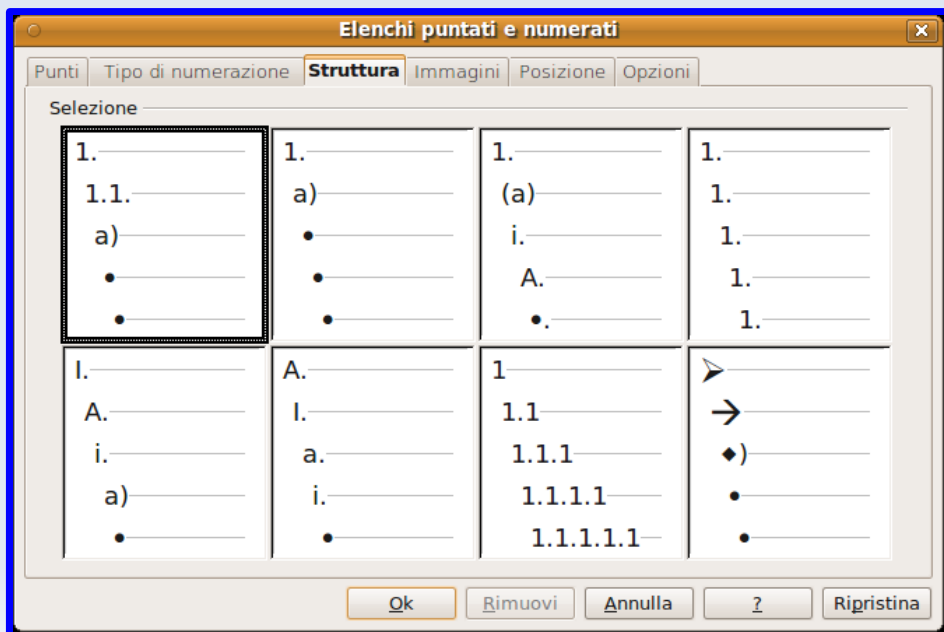 Elenchi puntati e numerati
Punti Tipo di numerazione Struttura Immagini Posizione Opzioni
Selezione
1.
1.1.
a)
•
•
1.
a)
•
•
•
1.
(a)
i.
A.
•.
1.
1.
1.
1.
1.
I.
A.
i.
a)
•
A.
I.
a.
i.
•
1
1.1
1.1.1
1.1.1.1
1.1.1.1.1
➢
→
◆)
•
•
Ok Rimuovi Annulla ? Ripristina